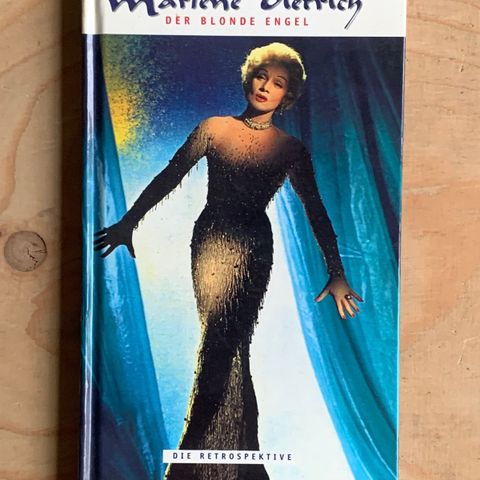 Marlene Dietrich
DER BLONDE ENGEL
DIE RETROSPEKTIVE